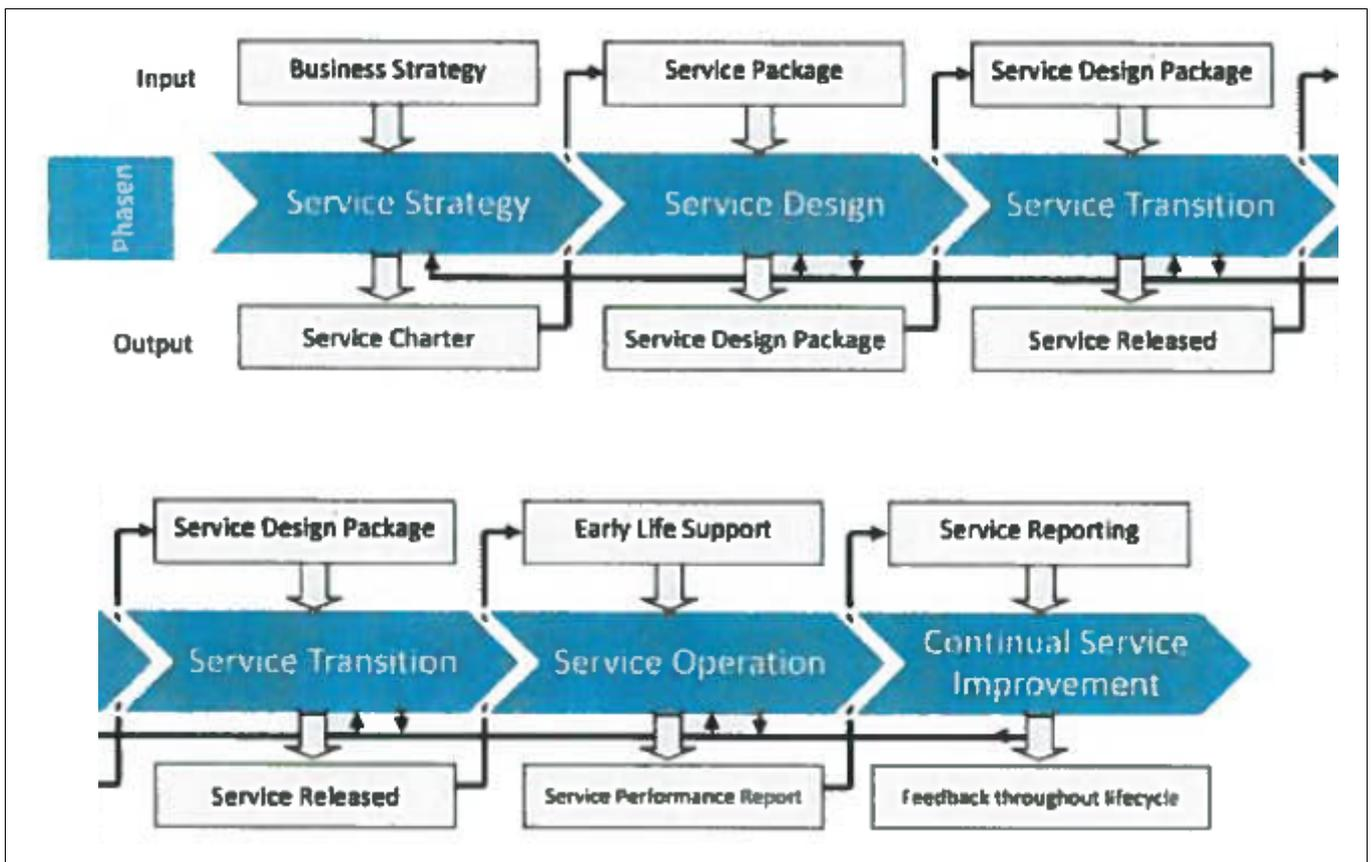 Input
Business Strategy
Service Package
Service Design Package
Phasen
Service Strategy
Service Design
Service Transition
Output
Service Charter
Service Design Package
Service Released
Service Design Package
Early Life Support
Service Reporting
Service Transition
Service Operation
Continual Service
Improvement
Service Released
Service Performance Report
Feedback throughout lifecycle